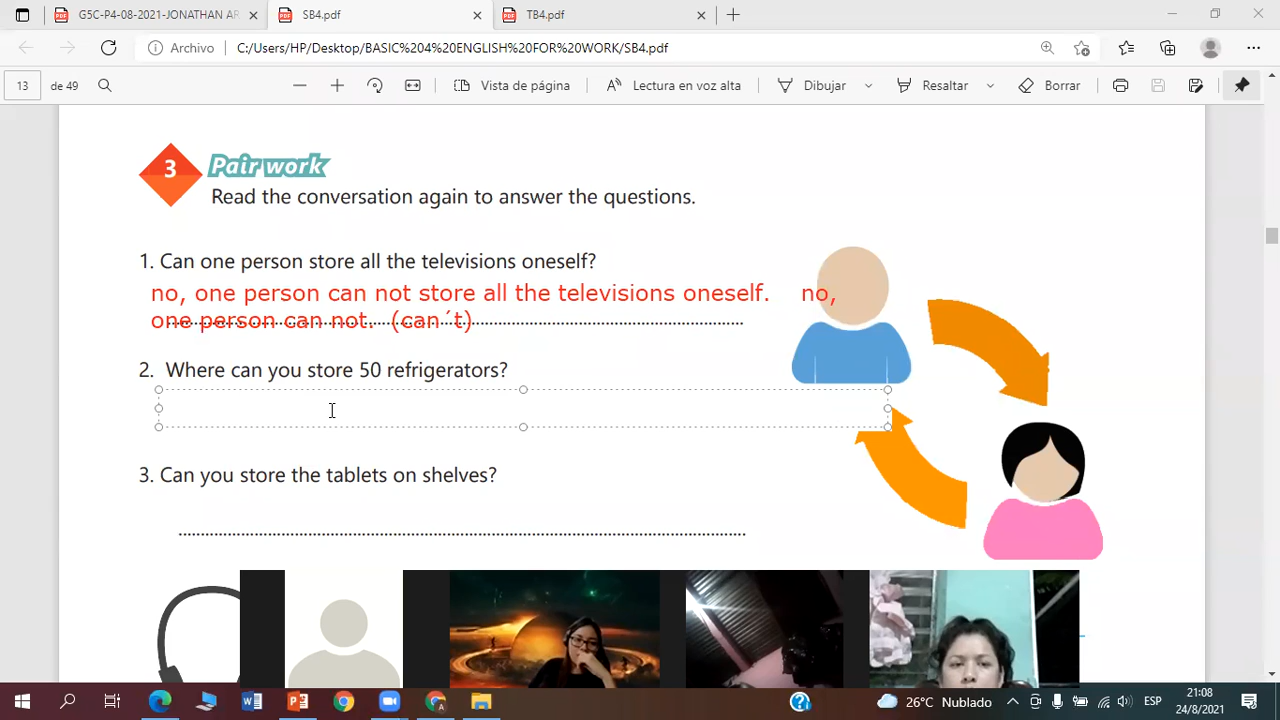 G5C-P4-08-2021-JONATHAN AR
SB4.pdf
TB4.pdf
Archivo
C:/Users/HP/Desktop/BASIC%204%20ENGLISH%20FOR%20WORK/SB4.pdf
13 de 49
Vista de página
Lectura en voz alta
Dibujar
Resaltar
Borrar
3
Pair work
Read the conversation again to answer the questions.
1. Can one person store all the televisions oneself?
no, one person can not store all the televisions oneself. no,
one person can not. (can´t)
2. Where can you store 50 refrigerators?
3. Can you store the tablets on shelves?
26°C Nublado
ESP
21:08
24/8/2021